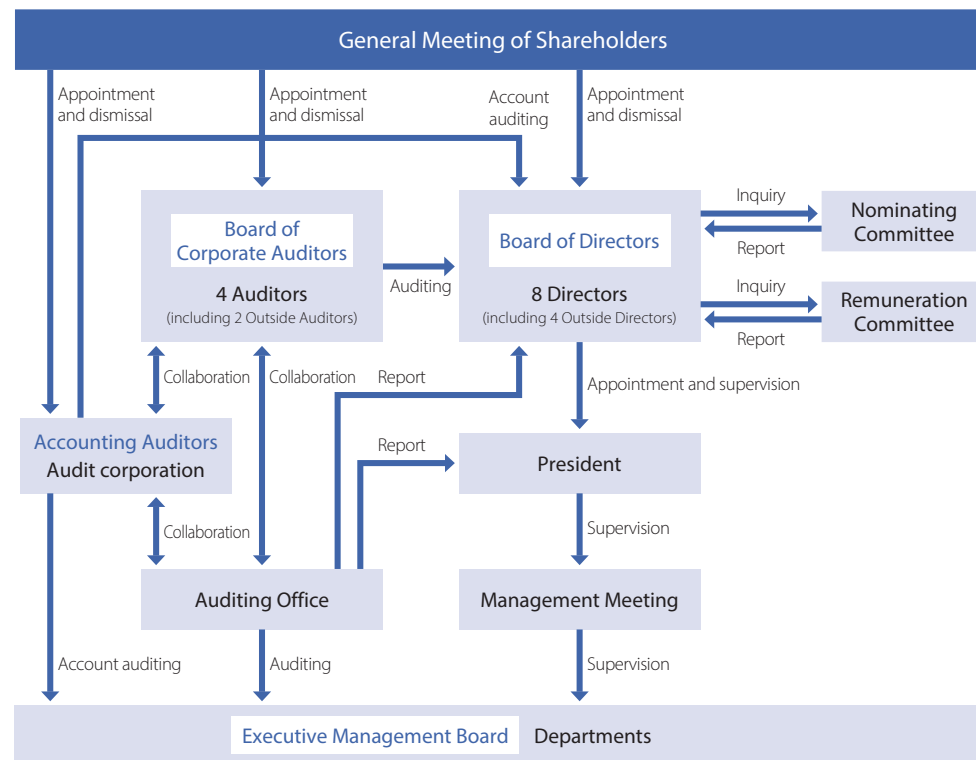 General Meeting of Shareholders
Appointment
and dismissal
Appointment
and dismissal
Account
auditing
Appointment
and dismissal
Board of
Corporate Auditors
4 Auditors
(including 2 Outside Auditors)
Auditing
Board of Directors
8 Directors
(including 4 Outside Directors)
Inquiry
Report
Nominating
Committee
Inquiry
Report
Remuneration
Committee
Collaboration
Collaboration
Report
Appointment and supervision
Accounting Auditors
Audit corporation
Report
President
Collaboration
Supervision
Auditing Office
Management Meeting
Account auditing
Auditing
Supervision
Executive Management Board
Departments